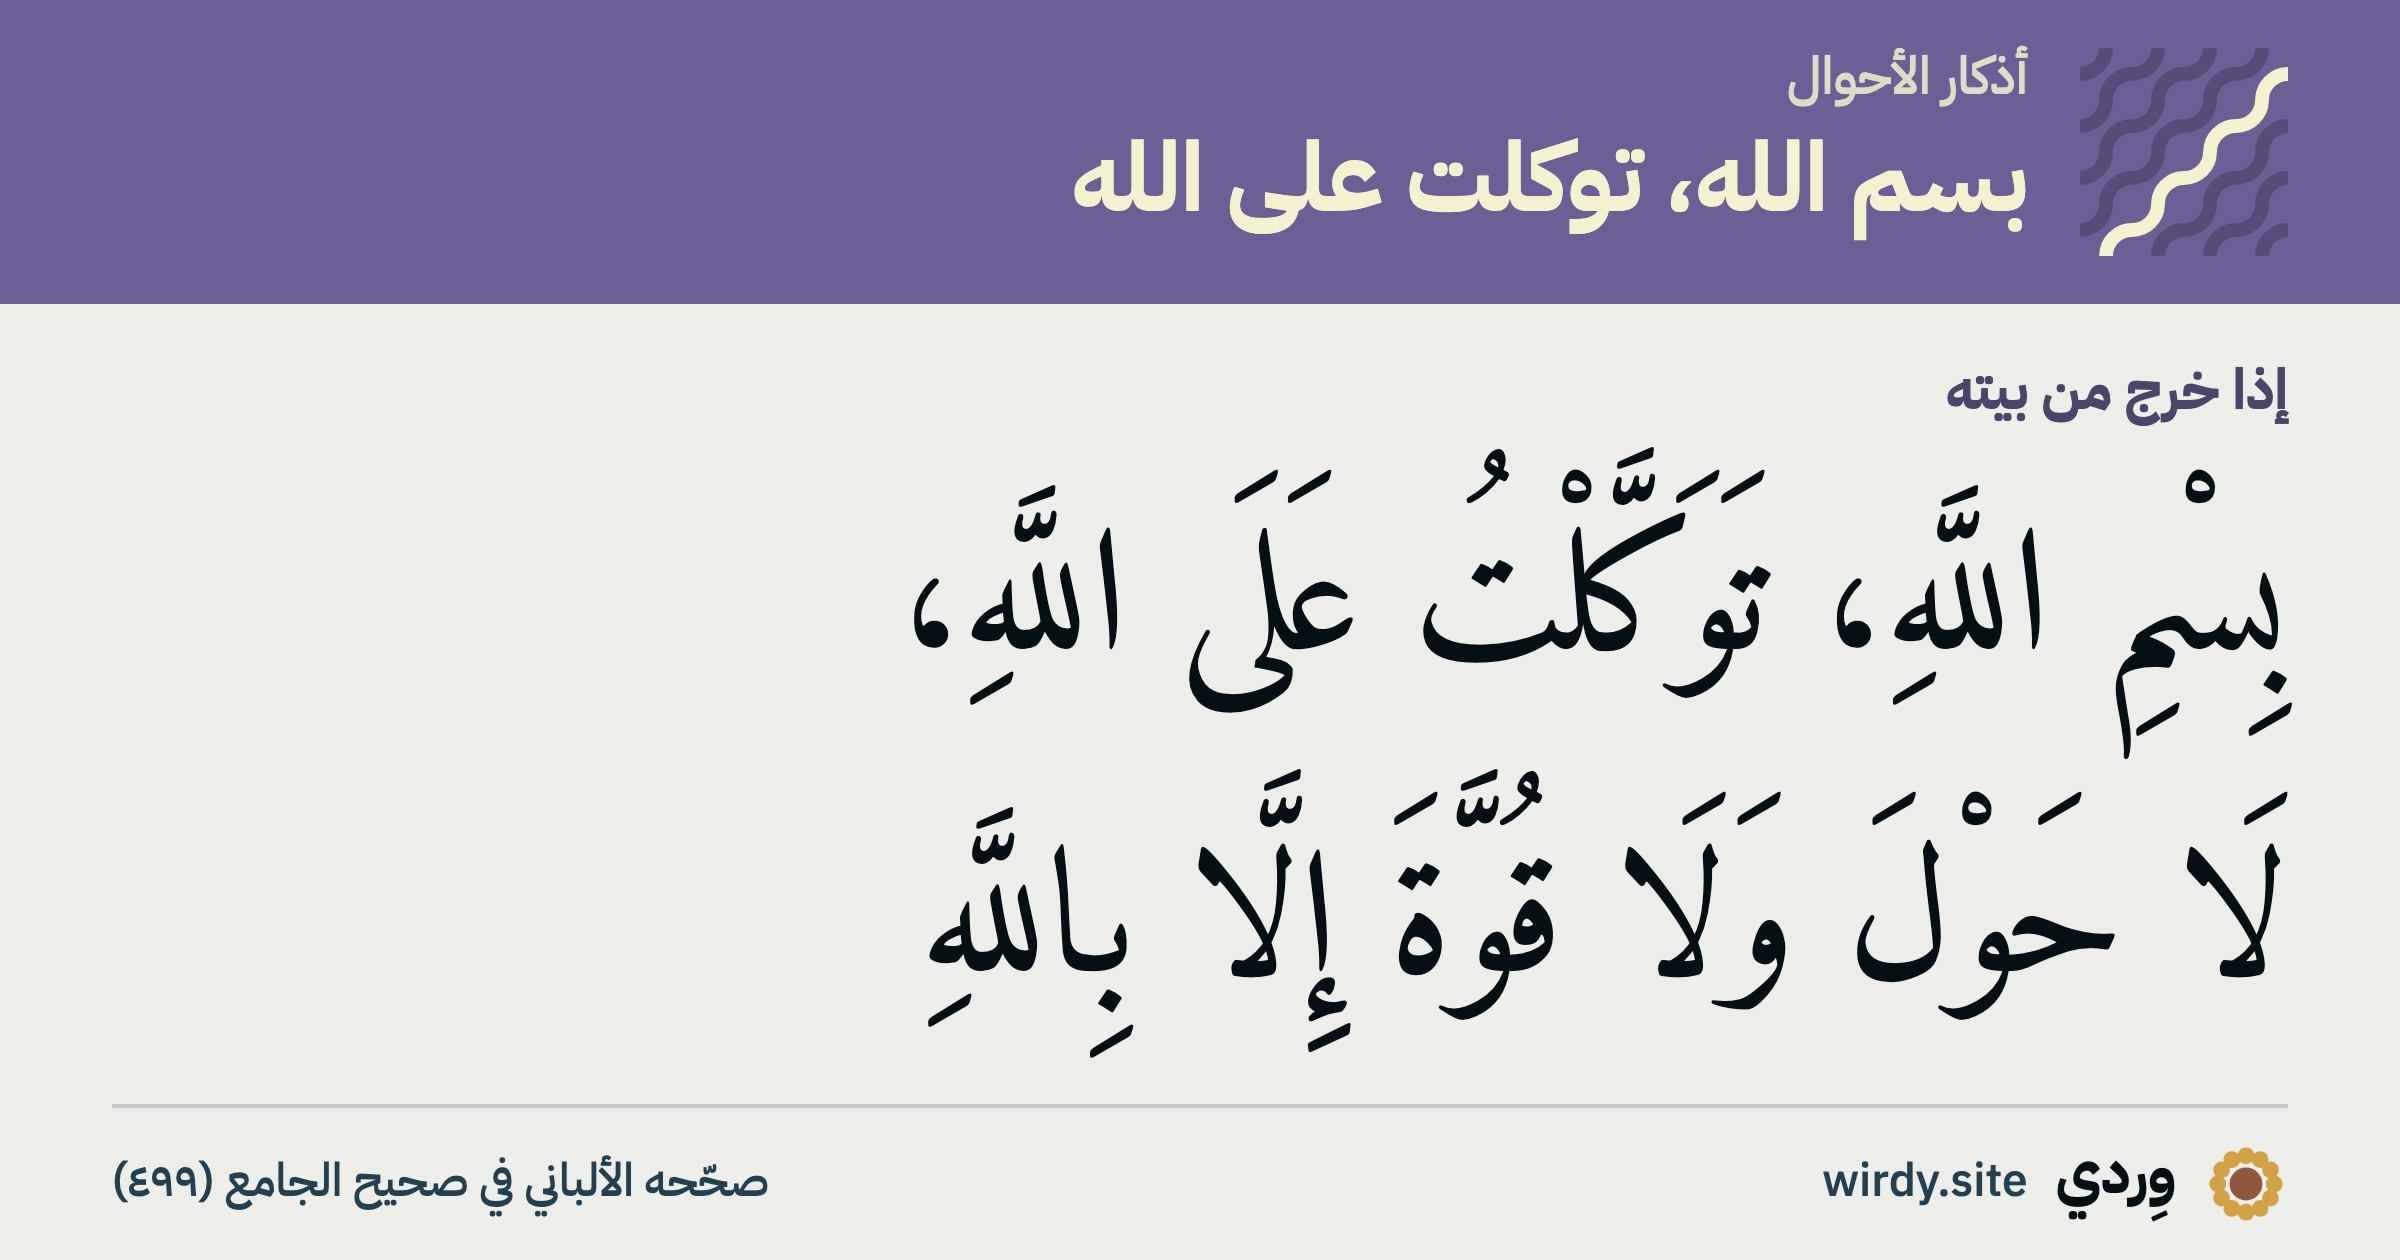 أذكار الأحوال
بسم الله، توكلت على الله
إذا خرج من بيته
بِسْمِ اللَّهِ، تَوَكَّلْتُ عَلَى اللَّهِ،
لَا حَوْلَ وَلَا قُوَّةَ إِلَّا بِاللَّهِ
وِردي wirdy.site
صحّحه الألباني في صحيح الجامع (٤٩٩)